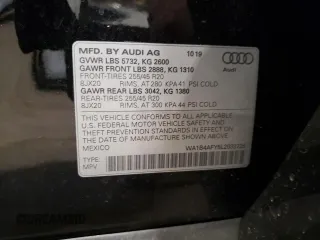 MFD. BY AUDI AG 10 19
GVWR LBS 5732, KG 2600
GAWR FRONT LBS 2888, KG 1310
FRONT-TIRES 255/45 R20
8JX20 RIMS, AT 280 KPA 41 PSI COLD
GAWR REAR LBS 3042, KG 1380
REAR-TIRES 255/45 R20
8JX20 RIMS, AT 300 KPA 44 PSI COLD
Audi
THIS VEHICLE CONFORMS TO ALL APPLICABLE
FEDERAL MOTOR VEHICLE SAFETY
THEFT PREVENTION STANDARDS IN EFFECT ON THE
DATE OF MANUFACTURE SHOWN ABOVE
MEXICO
TYPE:
MPV